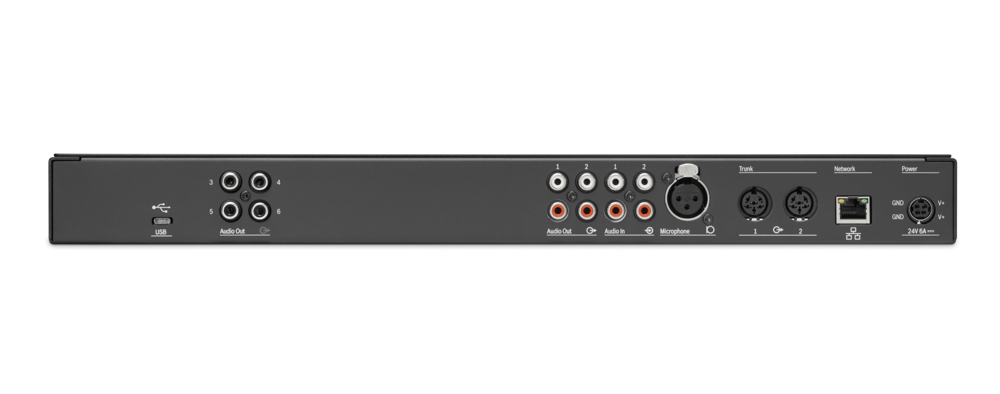 USB
3 4
5 6
Audio Out
1 2
Audio Out
1 2
Audio In
Microphone
Trunk
1 2
Network
Power
GND V+
GND V+
24V 6A